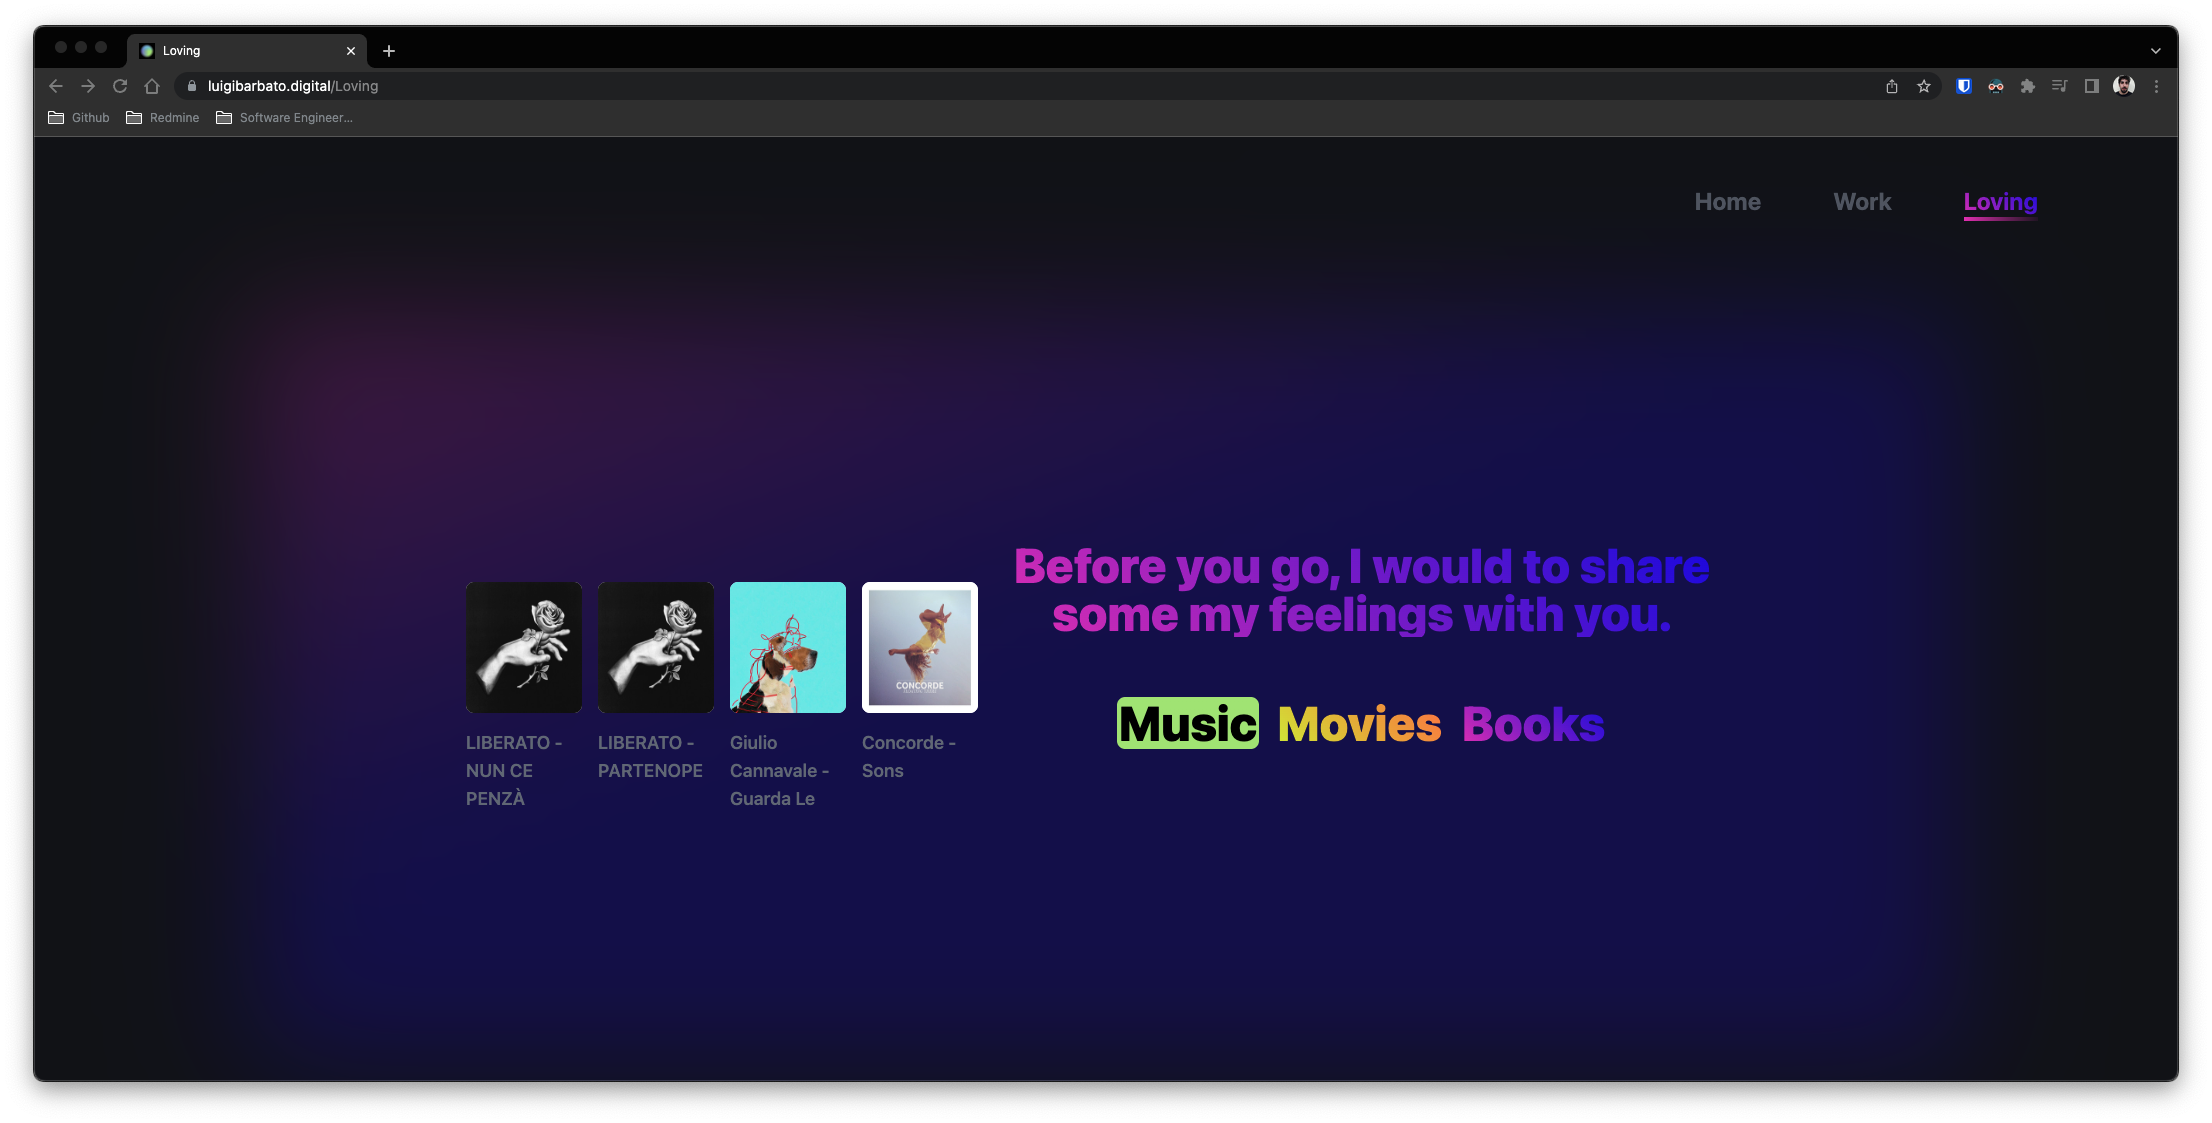 Loving
luigibarbato.digital/Loving
Github
Redmine
Software Engineer...
Home
Work
Loving
Before you go, I would to share
some my feelings with you.
Music Movies Books
CONCORDE
LIBERATO -
NUN CE
PENZÀ
LIBERATO -
PARTENOPE
Giulio
Cannavale -
Guarda Le
Concorde -
Sons